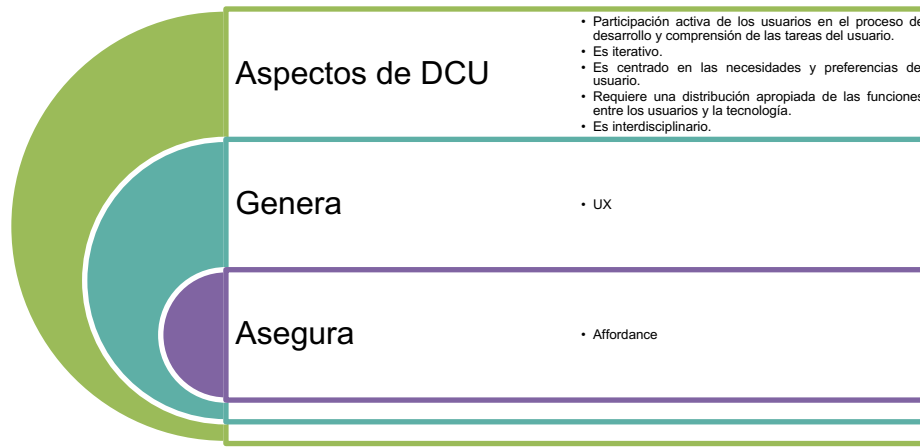 Aspectos de DCU
• Participación activa de los usuarios en el proceso de
desarrollo y comprensión de las tareas del usuario.
• Es iterativo.
• Es centrado en las necesidades y preferencias de
usuario.
• Requiere una distribución apropiada de las funciones
entre los usuarios y la tecnología.
• Es interdisciplinario.
Genera
• UX
Asegura
• Affordance